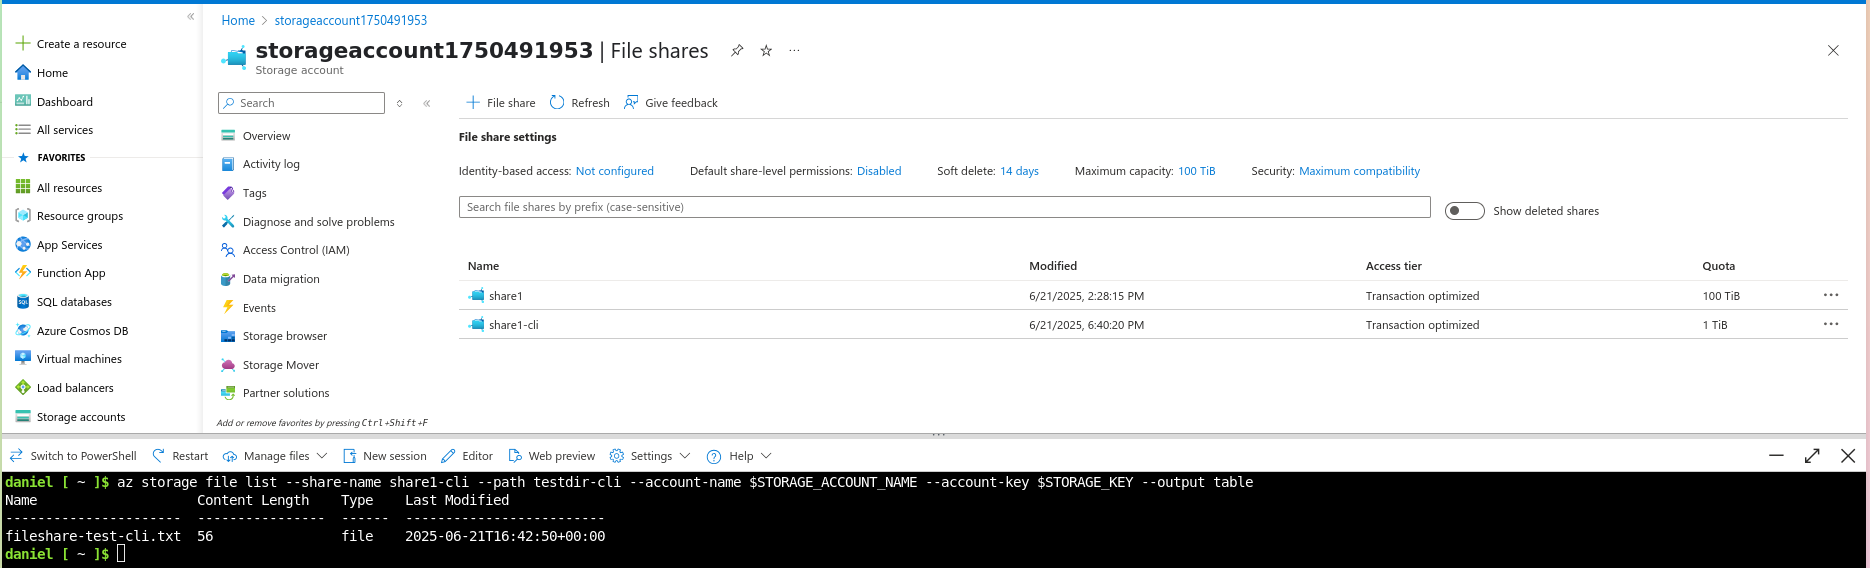 Home > storageaccount1750491953
storageaccount1750491953 | File shares
Storage account
Create a resource
Home
Dashboard
All services
FAVORITES
All resources
Resource groups
App Services
Function App
SQL databases
Azure Cosmos DB
Virtual machines
Load balancers
Storage accounts
Search
Overview
Activity log
Tags
Diagnose and solve problems
Access Control (IAM)
Data migration
Events
Storage browser
Storage Mover
Partner solutions
Add or remove favorites by pressing Ctrl+Shift+F
File share Refresh Give feedback
File share settings
Identity-based access: Not configured Default share-level permissions: Disabled Soft delete: 14 days Maximum capacity: 100 TiB Security: Maximum compatibility
Search file shares by prefix (case-sensitive) Show deleted shares
Name Modified Access tier Quota
share1 6/21/2025, 2:28:15 PM Transaction optimized 100 TiB
share1-cli 6/21/2025, 6:40:20 PM Transaction optimized 1 TiB
Switch to PowerShell Restart Manage files New session Editor Web preview Settings Help
daniel [ ~ ]$ az storage file list --share-name share1-cli --path testdir-cli --account-name $STORAGE_ACCOUNT_NAME --account-key $STORAGE_KEY --output table
Name Content Length Type Last Modified
---------------------- ---------------- ------ -------------------------
fileshare-test-cli.txt 56 file 2025-06-21T16:42:50+00:00
daniel [ ~ ]$